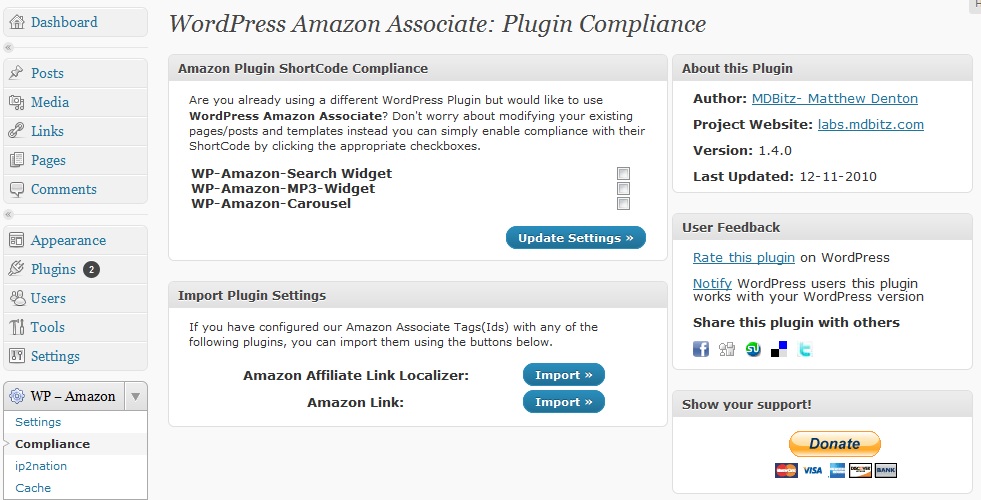 Dashboard
Posts
Media
Links
Pages
Comments
Appearance
Plugins 2
Users
Tools
Settings
WP – Amazon
Settings
Compliance
ip2nation
Cache
WordPress Amazon Associate: Plugin Compliance
Amazon Plugin ShortCode Compliance
Are you already using a different WordPress Plugin but would like to use
WordPress Amazon Associate? Don't worry about modifying your existing
pages/posts and templates instead you can simply enable compliance with their
ShortCode by clicking the appropriate checkboxes.
WP-Amazon-Search Widget
WP-Amazon-MP3-Widget
WP-Amazon-Carousel
Update Settings »
Import Plugin Settings
If you have configured our Amazon Associate Tags(Ids) with any of the
following plugins, you can import them using the buttons below.
Amazon Affiliate Link Localizer: Import »
Amazon Link: Import »
About this Plugin
Author: MDBitz- Matthew Denton
Project Website: labs.mdbitz.com
Version: 1.4.0
Last Updated: 12-11-2010
User Feedback
Rate this plugin on WordPress
Notify WordPress users this plugin
works with your WordPress version
Share this plugin with others
Show your support!
Donate
VISA DISCOVER BANK